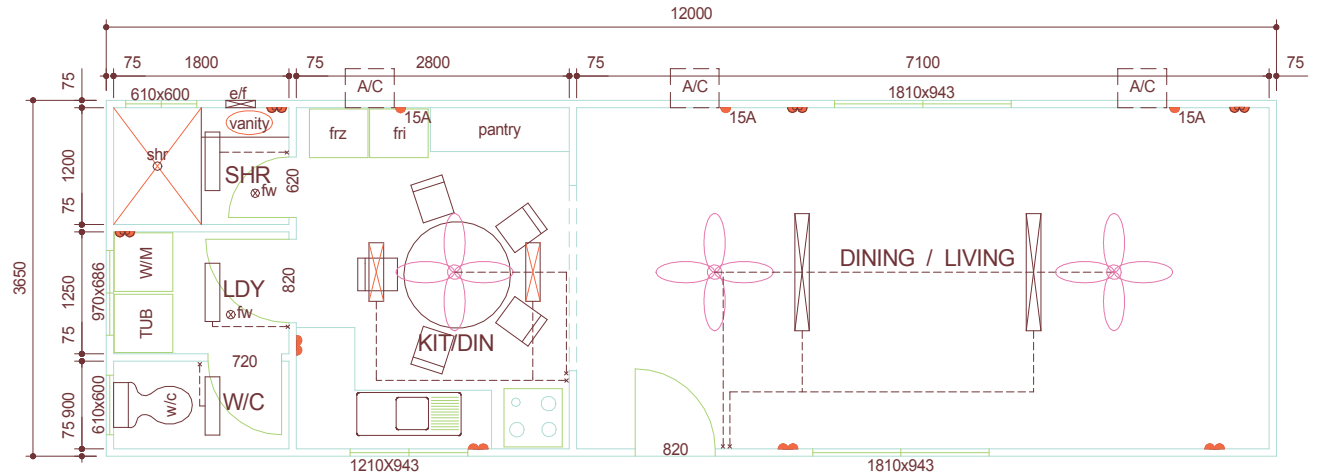 12000
75 1800 75 2800 75 7100 75
75
610x600
e/f
A/C
A/C
1810x943
A/C
vanity
15A
15A
15A
frz
fri
pantry
1200
shr
SHR
fw
620
75
3650
W/M
1250
970x686
LDY
820
fw
TUB
DINING / LIVING
75
KIT/DIN
720
900
610x600
w/c
W/C
75
820
1210X943
1810x943